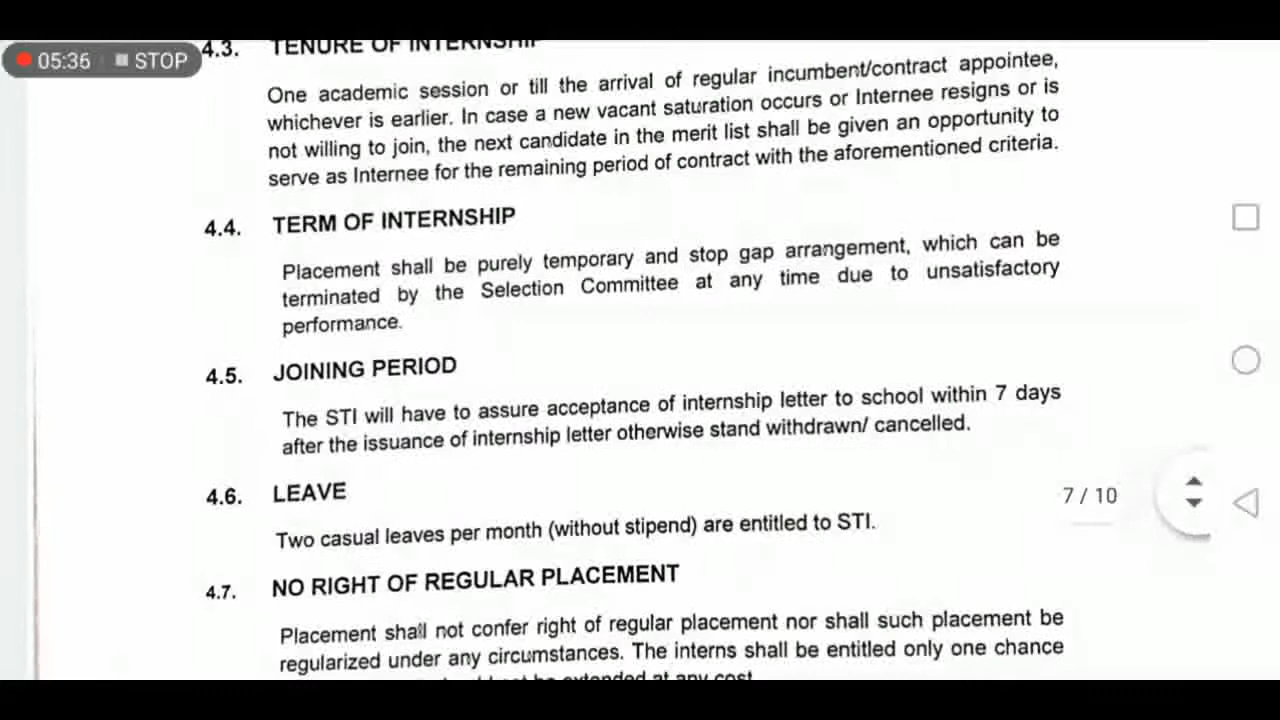 4.3. TENURE OF INTERNSHIP
05:36 STOP
One academic session or till the arrival of regular incumbent/contract appointee,
whichever is earlier. In case a new vacant saturation occurs or Internee resigns or is
not willing to join, the next candidate in the merit list shall be given an opportunity to
serve as Internee for the remaining period of contract with the aforementioned criteria.
4.4. TERM OF INTERNSHIP
Placement shall be purely temporary and stop gap arrangement, which can be
terminated by the Selection Committee at any time due to unsatisfactory
performance.
4.5. JOINING PERIOD
The STI will have to assure acceptance of internship letter to school within 7 days
after the issuance of internship letter otherwise stand withdrawn/ cancelled.
4.6. LEAVE
7 / 10
Two casual leaves per month (without stipend) are entitled to STI.
4.7. NO RIGHT OF REGULAR PLACEMENT
Placement shall not confer right of regular placement nor shall such placement be
regularized under any circumstances. The interns shall be entitled only one chance
be extended at any cost